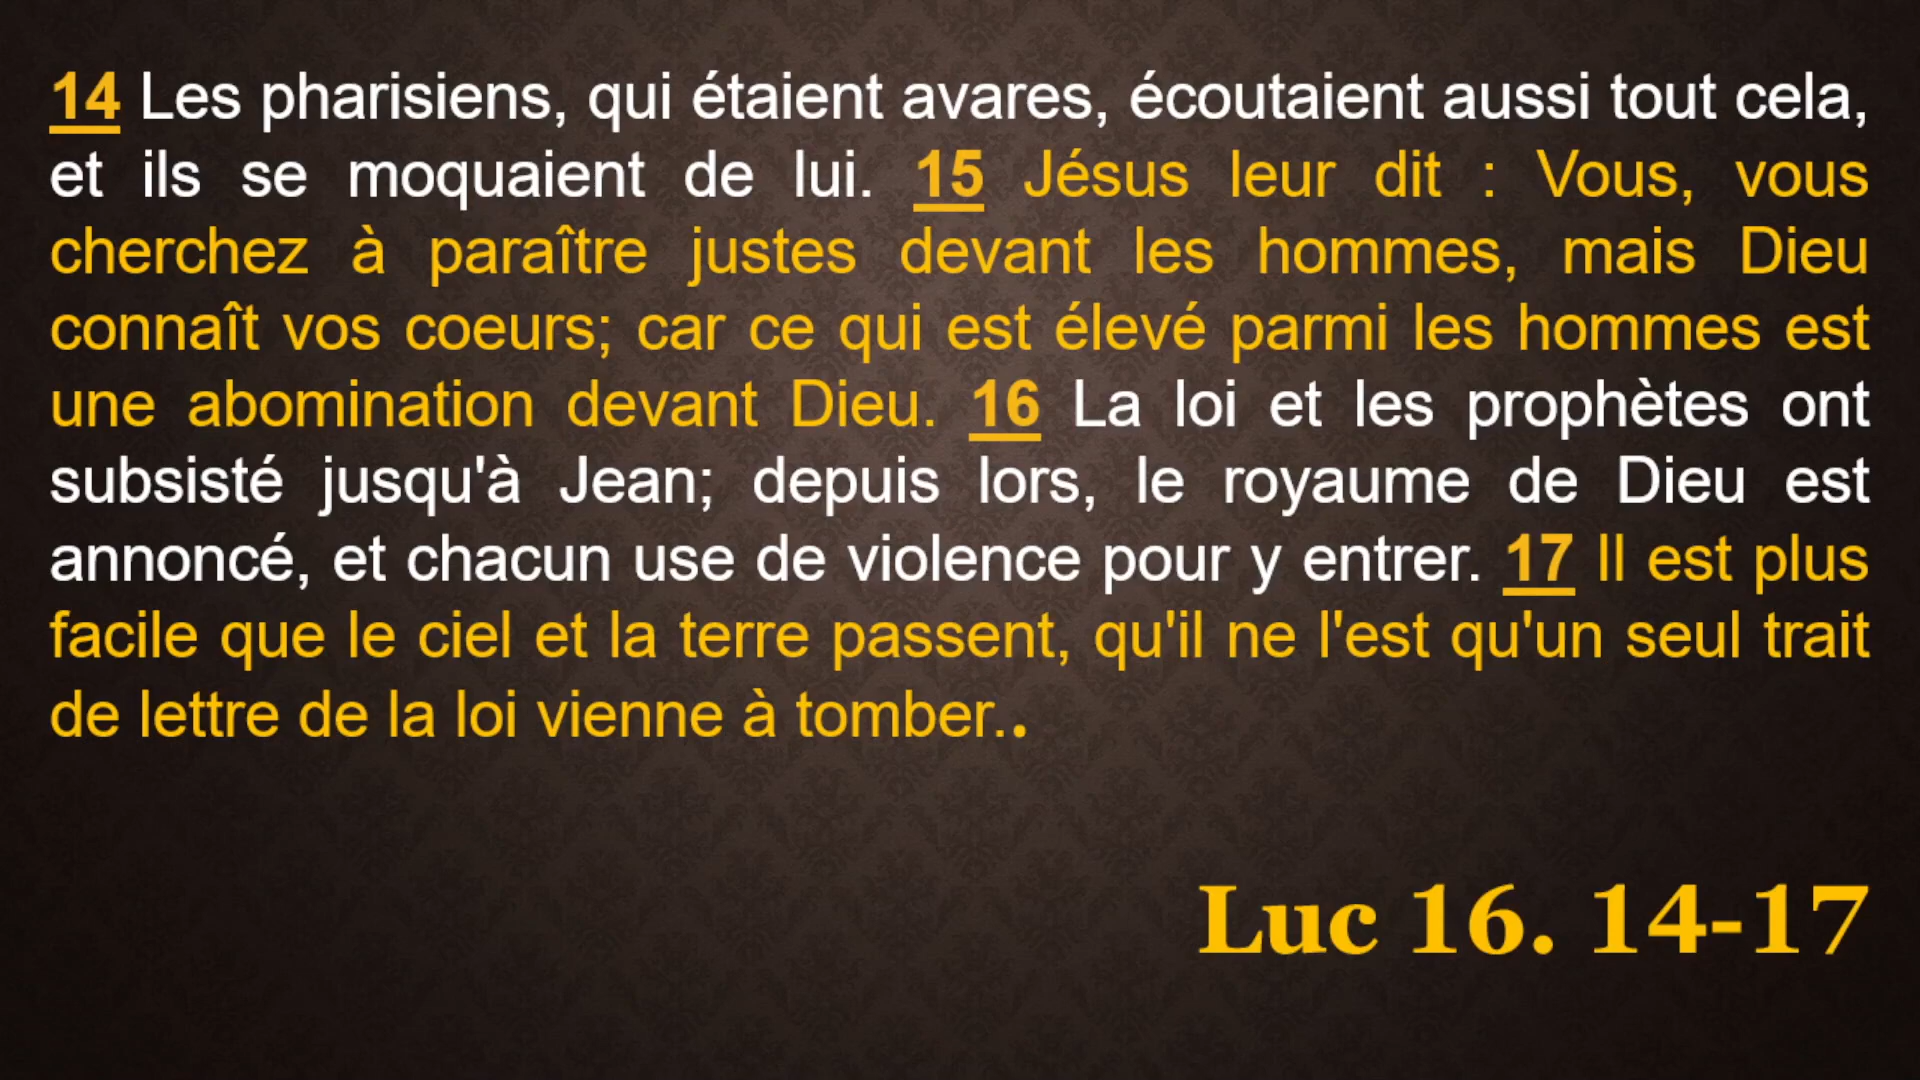 14 Les pharisiens, qui étaient avares, écoutaient aussi tout cela,
et ils se moquaient de lui. 15 Jésus leur dit : Vous, vous
cherchez à paraître justes devant les hommes, mais Dieu
connaît vos coeurs; car ce qui est élevé parmi les hommes est
une abomination devant Dieu. 16 La loi et les prophètes ont
subsisté jusqu'à Jean; depuis lors, le royaume de Dieu est
annoncé, et chacun use de violence pour y entrer. 17 Il est plus
facile que le ciel et la terre passent, qu'il ne l'est qu'un seul trait
de lettre de la loi vienne à tomber..
Luc 16. 14-17